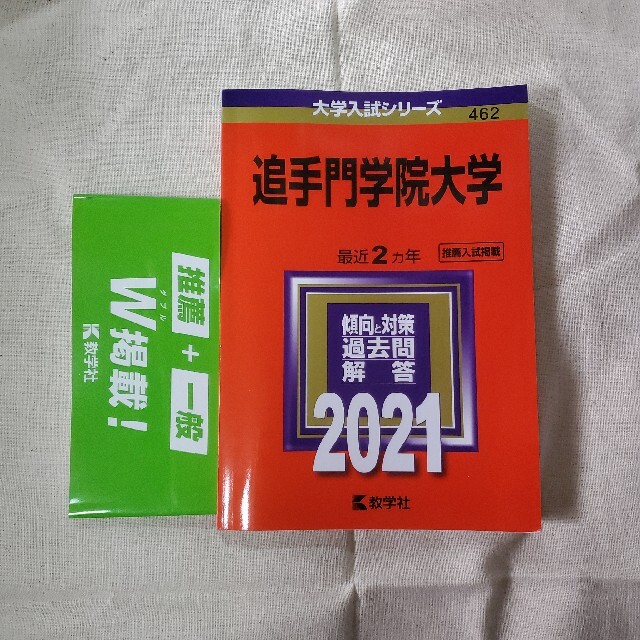 大学入試シリーズ
462
追手門学院大学
最近2カ年
推薦入試掲載
傾向と対策
過去問
解答
2021
教学社
推薦+一般
ダブル
W掲載!
教学社